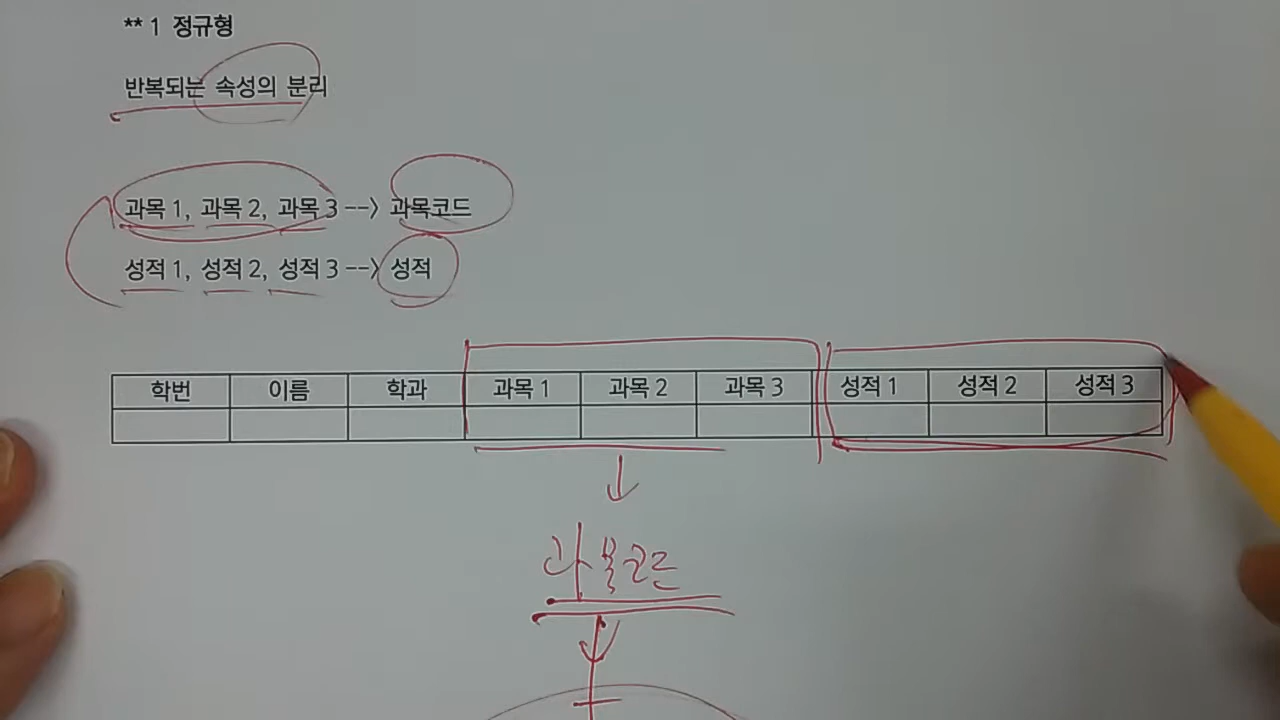 ** 1 정규형
반복되는 속성의 분리
과목 1, 과목 2, 과목 3 --> 과목코드
성적 1, 성적 2, 성적 3 --> 성적
학번 이름 학과 과목 1 과목 2 과목 3 성적 1 성적 2 성적 3
과목코드